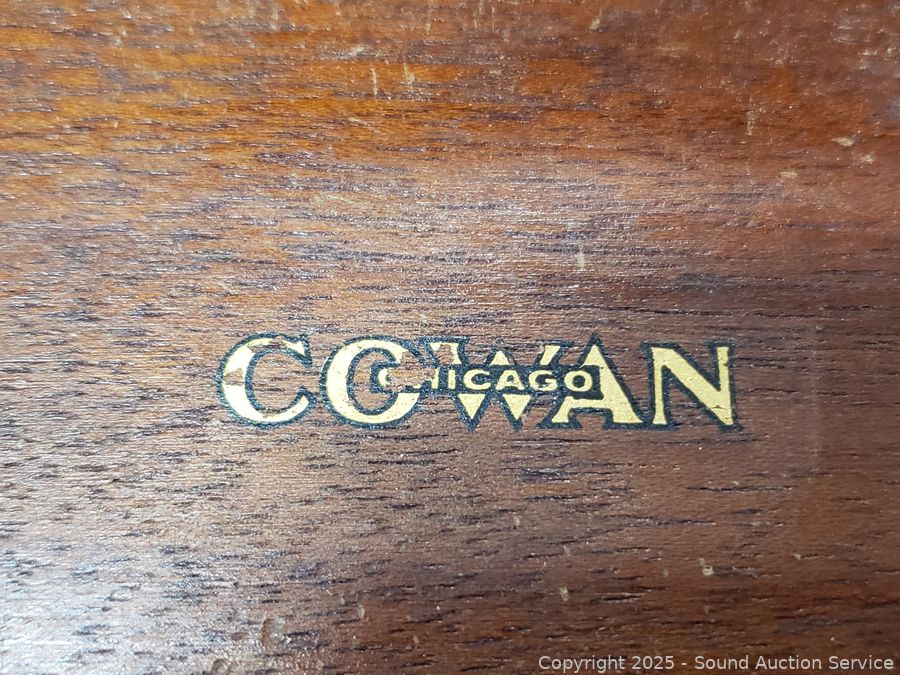 COWAN
CHICAGO
Copyright 2025 - Sound Auction Service